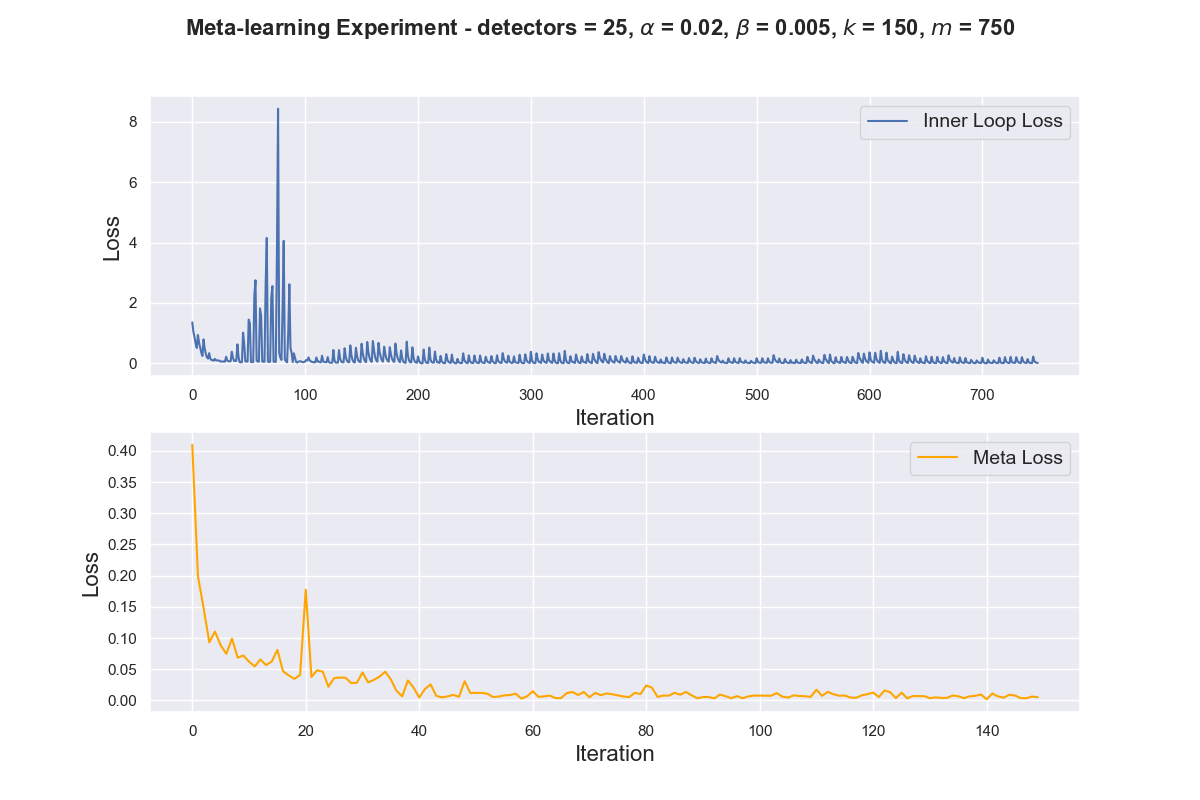 Meta-learning Experiment - detectors = 25, α = 0.02, β = 0.005, k = 150, m = 750
Inner Loop Loss
Loss
8
6
4
2
0
0 100 200 300 400 500 600 700
Iteration
Meta Loss
Loss
0.40
0.35
0.30
0.25
0.20
0.15
0.10
0.05
0.00
0 20 40 60 80 100 120 140
Iteration